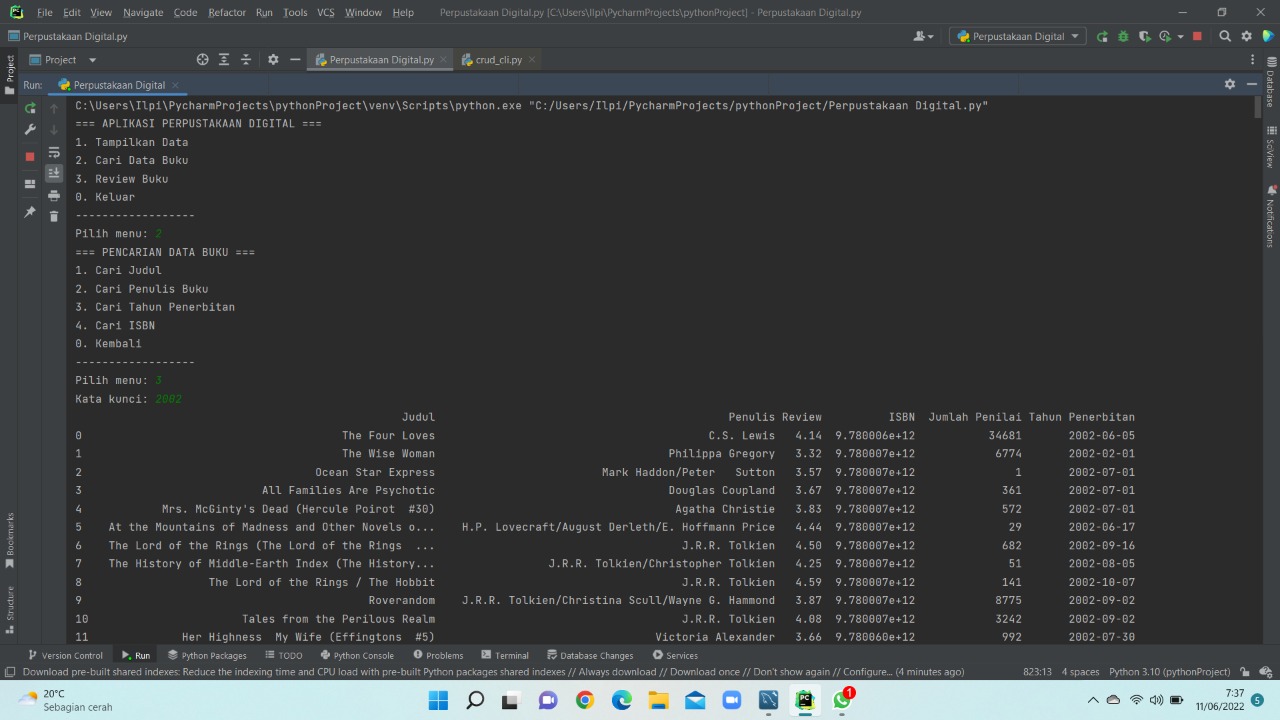 File Edit View Navigate Code Refactor Run Tools VCS Window Help Perpustakaan Digital.py [C:\Users\Ilpi\PycharmProjects\pythonProject] - Perpustakaan Digital.py
Perpustakaan Digital.py
Perpustakaan Digital
Project
Perpustakaan Digital.py
crud_cli.py
Run: Perpustakaan Digital
C:\Users\Ilpi\PycharmProjects\pythonProject\venv\Scripts\python.exe "C:/Users/Ilpi/PycharmProjects/pythonProject/Perpustakaan Digital.py"
=== APLIKASI PERPUSTAKAAN DIGITAL ===
1. Tampilkan Data
2. Cari Data Buku
3. Review Buku
0. Keluar
------------------
Pilih menu: 2
=== PENCARIAN DATA BUKU ===
1. Cari Judul
2. Cari Penulis Buku
3. Cari Tahun Penerbitan
4. Cari ISBN
0. Kembali
------------------
Pilih menu: 3
Kata kunci: 2002
Judul Penulis Review ISBN Jumlah Penilai Tahun Penerbitan
0 The Four Loves C.S. Lewis 4.14 9.780006e+12 34681 2002-06-05
1 The Wise Woman Philippa Gregory 3.32 9.780007e+12 6774 2002-02-01
2 Ocean Star Express Mark Haddon/Peter Sutton 3.57 9.780007e+12 1 2002-07-01
3 All Families Are Psychotic Douglas Coupland 3.67 9.780007e+12 361 2002-07-01
4 Mrs. McGinty's Dead (Hercule Poirot #30) Agatha Christie 3.83 9.780007e+12 572 2002-07-01
5 At the Mountains of Madness and Other Novels o... H.P. Lovecraft/August Derleth/E. Hoffmann Price 4.44 9.780007e+12 29 2002-06-17
6 The Lord of the Rings (The Lord of the Rings ... J.R.R. Tolkien 4.50 9.780007e+12 682 2002-09-16
7 The History of Middle-Earth Index (The History... J.R.R. Tolkien/Christopher Tolkien 4.25 9.780007e+12 51 2002-08-05
8 The Lord of the Rings / The Hobbit J.R.R. Tolkien 4.59 9.780007e+12 141 2002-10-07
9 Roverandom J.R.R. Tolkien/Christina Scull/Wayne G. Hammond 3.87 9.780007e+12 8775 2002-09-02
10 Tales from the Perilous Realm J.R.R. Tolkien 4.08 9.780007e+12 3242 2002-09-02
11 Her Highness My Wife (Effingtons #5) Victoria Alexander 3.66 9.780060e+12 992 2002-07-30
Project
Bookmarks
Structure
Database
SciView
Notifications
Version Control Run Python Packages TODO Python Console Problems Terminal Database Changes Services
Download pre-built shared indexes: Reduce the indexing time and CPU load with pre-built Python packages shared indexes // Always download // Download once // Don't show again // Configure... (4 minutes ago) 823:13 4 spaces Python 3.10 (pythonProject)
20°C
Sebagian cerah
PC
1
7:37
11/06/2022
5